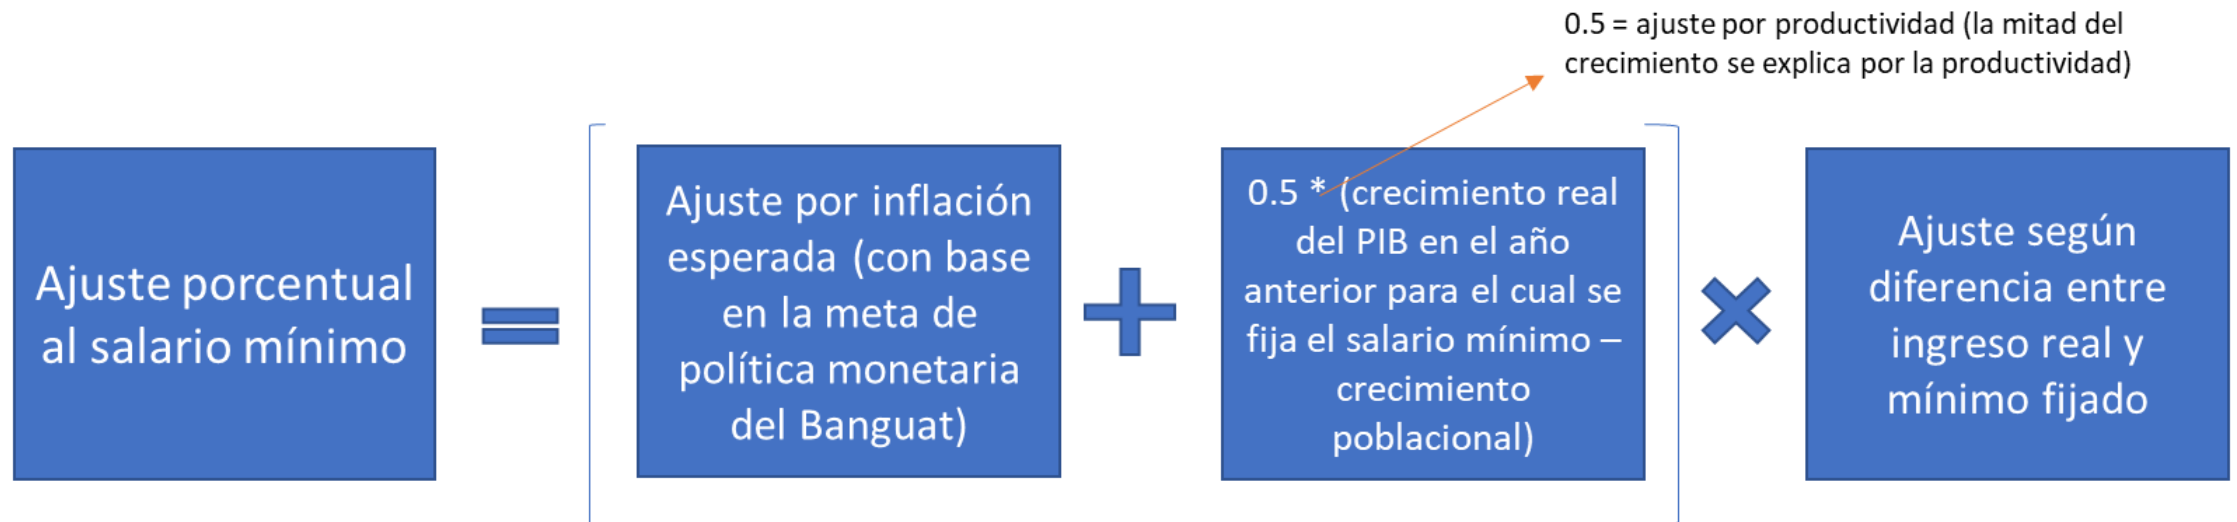 0.5 = ajuste por productividad (la mitad del
crecimiento se explica por la productividad)
Ajuste porcentual
al salario mínimo
=
Ajuste por inflación
esperada (con base
en la meta de
política monetaria
del Banguat)
+
0.5 * (crecimiento real
del PIB en el año
anterior para el cual se
fija el salario mínimo –
crecimiento
poblacional)
×
Ajuste según
diferencia entre
ingreso real y
mínimo fijado